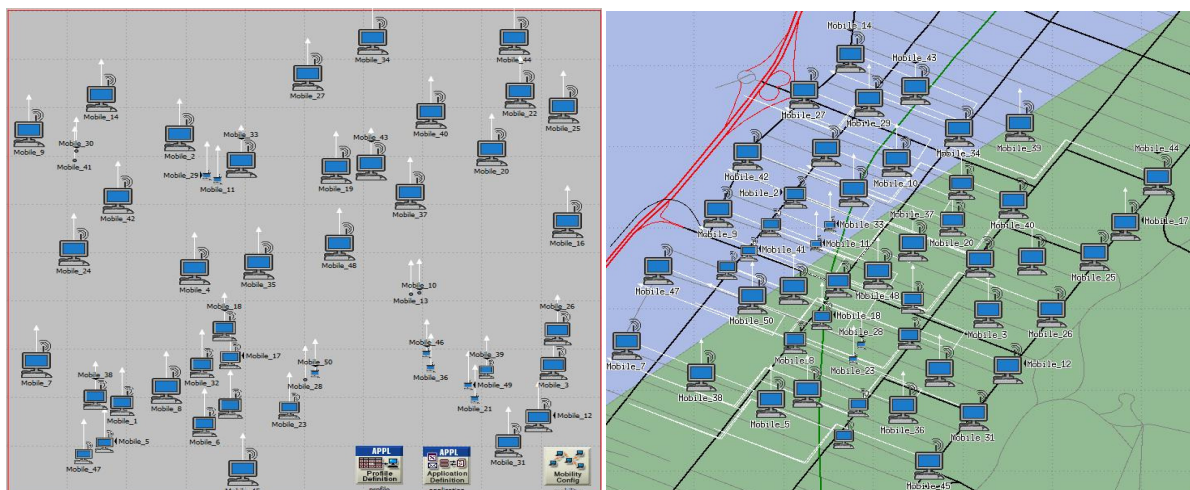 Mobile_34
Mobile_44
Mobile_27
Mobile_14
Mobile_22
Mobile_25
Mobile_9
Mobile_30
Mobile_41
Mobile_2
Mobile_33
Mobile_43
Mobile_40
Mobile_29
Mobile_11
Mobile_19
Mobile_20
Mobile_42
Mobile_37
Mobile_24
Mobile_48
Mobile_16
Mobile_4
Mobile_35
Mobile_10
Mobile_13
Mobile_18
Mobile_26
Mobile_46
Mobile_17
Mobile_39
Mobile_7
Mobile_38
Mobile_32
Mobile_50
Mobile_28
Mobile_36
Mobile_49
Mobile_3
Mobile_8
Mobile_1
Mobile_21
Mobile_23
Mobile_12
Mobile_5
Mobile_6
Mobile_47
Mobile_31
APPL
Profile
Definition
APPL
Application
Definition
Mobility
Config
Mobile_14
Mobile_43
Mobile_27
Mobile_29
Mobile_34
Mobile_39
Mobile_44
Mobile_42
Mobile_10
Mobile_2
Mobile_37
Mobile_40
Mobile_17
Mobile_9
Mobile_33
Mobile_20
Mobile_41
Mobile_11
Mobile_25
Mobile_47
Mobile_48
Mobile_50
Mobile_18
Mobile_3
Mobile_26
Mobile_28
Mobile_7
Mobile_8
Mobile_23
Mobile_12
Mobile_38
Mobile_5
Mobile_36
Mobile_31
Mobile_45